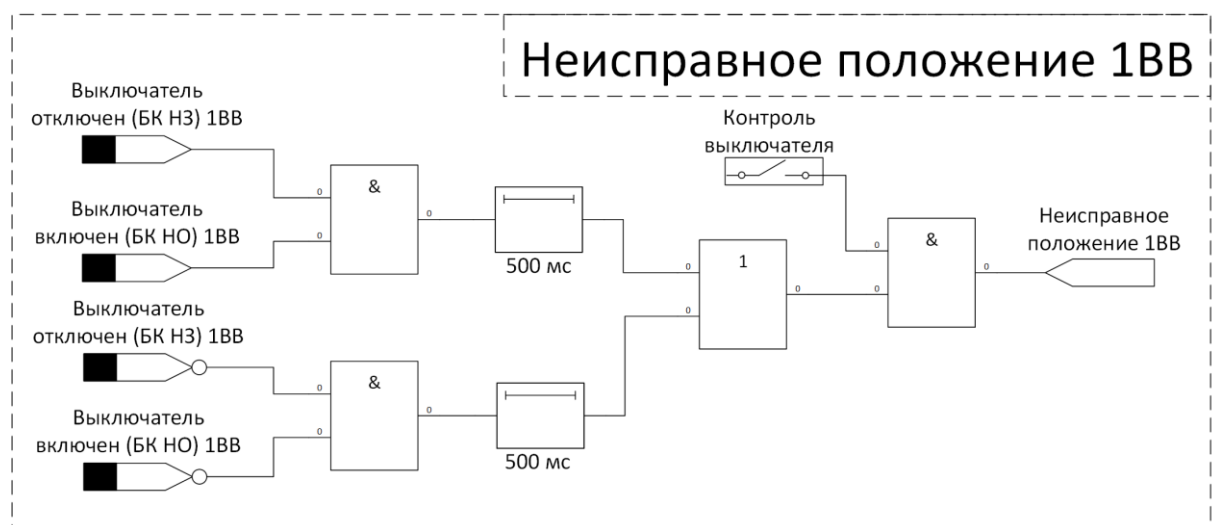 Неисправное положение 1ВВ
Выключатель
отключен (БК НЗ) 1ВВ
Контроль
выключателя
0
&
0
Выключатель
включен (БК НО) 1ВВ
0
500 мс
Неисправное
положение 1ВВ
0
&
0
0
0
1
0
0
Выключатель
отключен (БК НЗ) 1ВВ
0
&
0
Выключатель
включен (БК НО) 1ВВ
0
500 мс